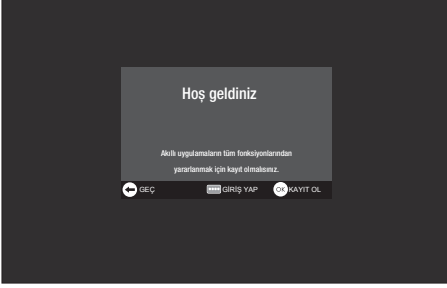 Hoş geldiniz
Akıllı uygulamaların tüm fonksiyonlarından
yararlanmak için kayıt olmalısınız.
GEÇ GİRİŞ YAP OK KAYIT OL